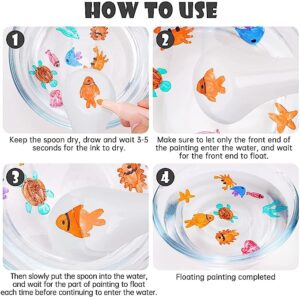 HOW TO USE
1
2
Keep the spoon dry, draw and wait 3-5
seconds for the ink to dry.
Make sure to let only the front end of
the painting enter the water, and wait
for the front end to float.
3
4
Then slowly put the spoon into the water,
and wait for the part of painting to float
each time before continuing to enter the water.
Floating painting completed